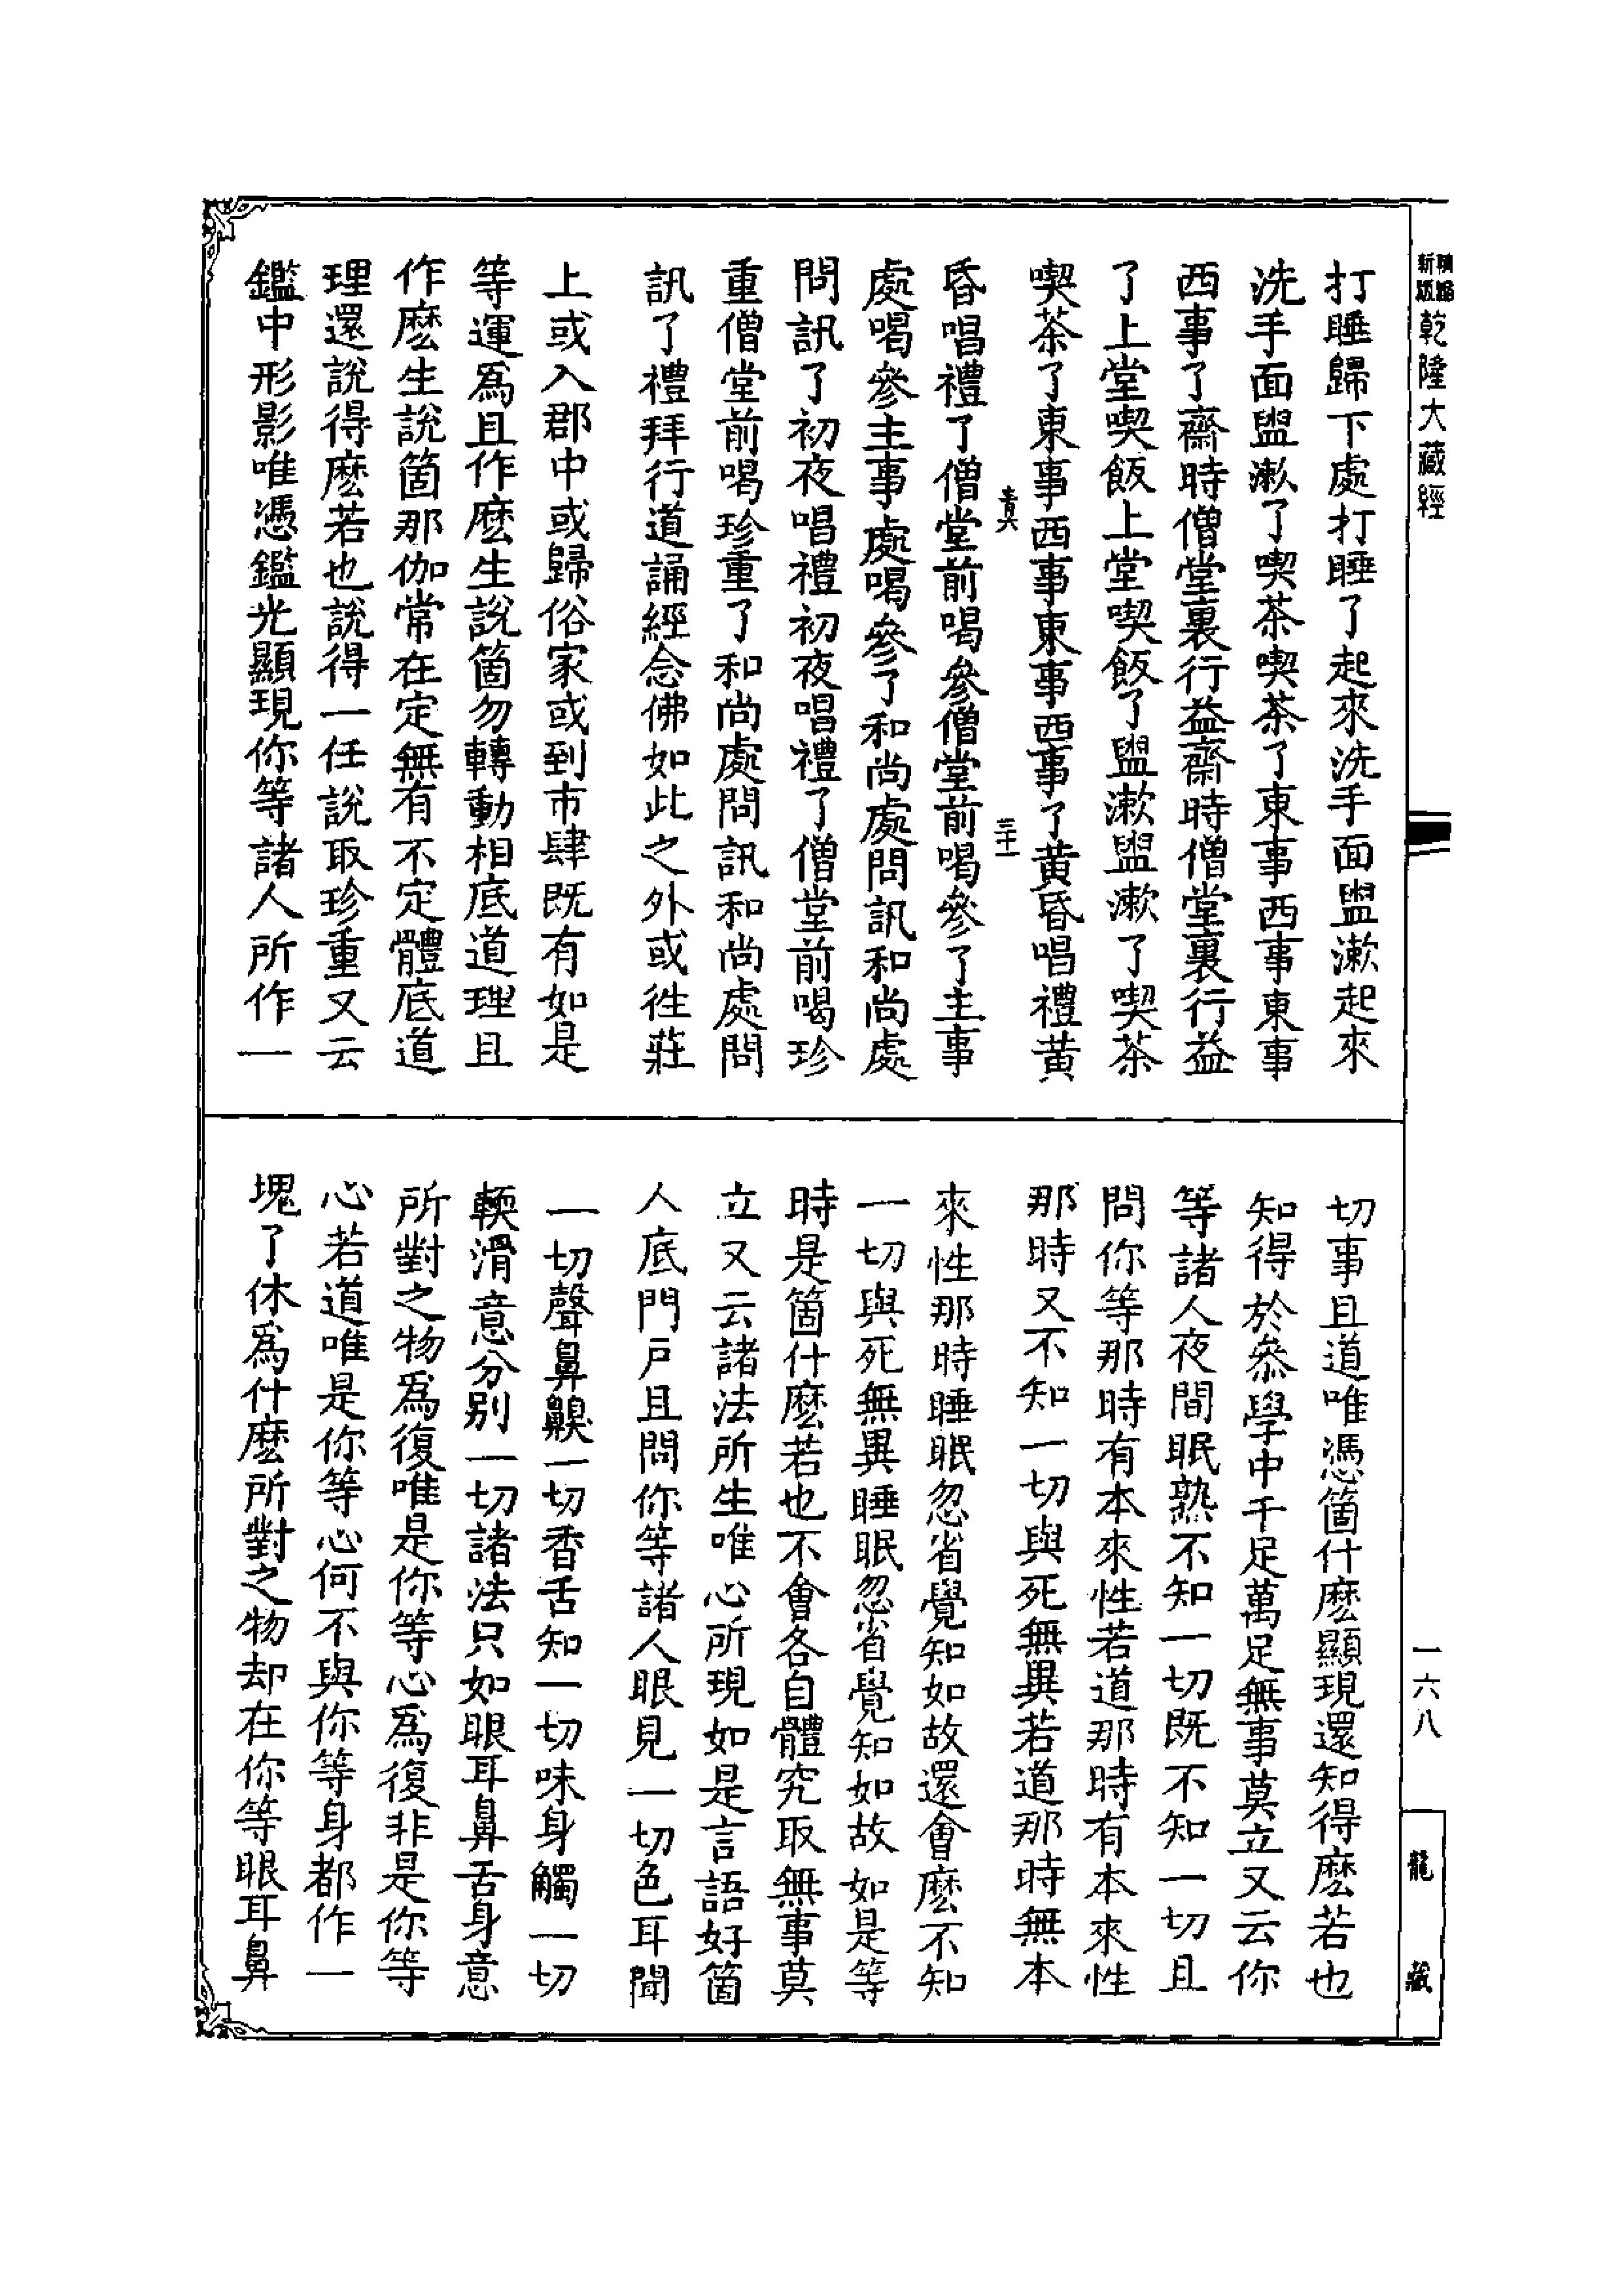 新版
乾隆大藏經
打睡歸下處打睡了起來洗手面盥漱起來
洗手面盥漱了喫茶喫茶了東事西事東事
西事了齋時僧堂裏行益齋時僧堂裏行益
了上堂喫飯上堂喫飯了盥漱盥漱了喫茶
喫茶了東事西事東事西事了黃昏唱禮黃
青六 三十一
昏唱禮了僧堂前喝參僧堂前喝參了主事
處喝參主事處喝參了和尚處問訊和尚處
問訊了初夜唱禮初夜唱禮了僧堂前喝珍
重僧堂前喝珍重了和尚處問訊和尚處問
訊了禮拜行道誦經念佛如此之外或徃莊
上或入郡中或歸俗家或到市肆既有如是
等運爲且作麽生說箇勿轉動相底道理且
作麽生說箇那伽常在定無有不定體底道
理還說得麽若也說得一任說取珍重又云
鑑中形影唯憑鑑光顯現你等諸人所作一
切事且道唯憑箇什麽顯現還知得麽若也
知得於叅學中千足萬足無事莫立又云你
等諸人夜間眠熟不知一切既不知一切且
問你等那時有本來性若道那時有本來性
那時又不知一切與死無異若道那時無本
來性那時睡眠忽省覺知如故還會麽不知
一切與死無異睡眠忽省覺知如故如是等
時是箇什麽若也不會各自體究取無事莫
立又云諸法所生唯心所現如是言語好箇
人底門戸且問你等諸人眼見一切色耳聞
一切聲鼻齅一切香舌知一切味身觸一切
輭滑意分别一切諸法只如眼耳鼻舌身意
所對之物爲復唯是你等心爲復非是你等
心若道唯是你等心何不與你等身都作一
塊了休爲什麽所對之物却在你等眼耳鼻
一六八
龍藏